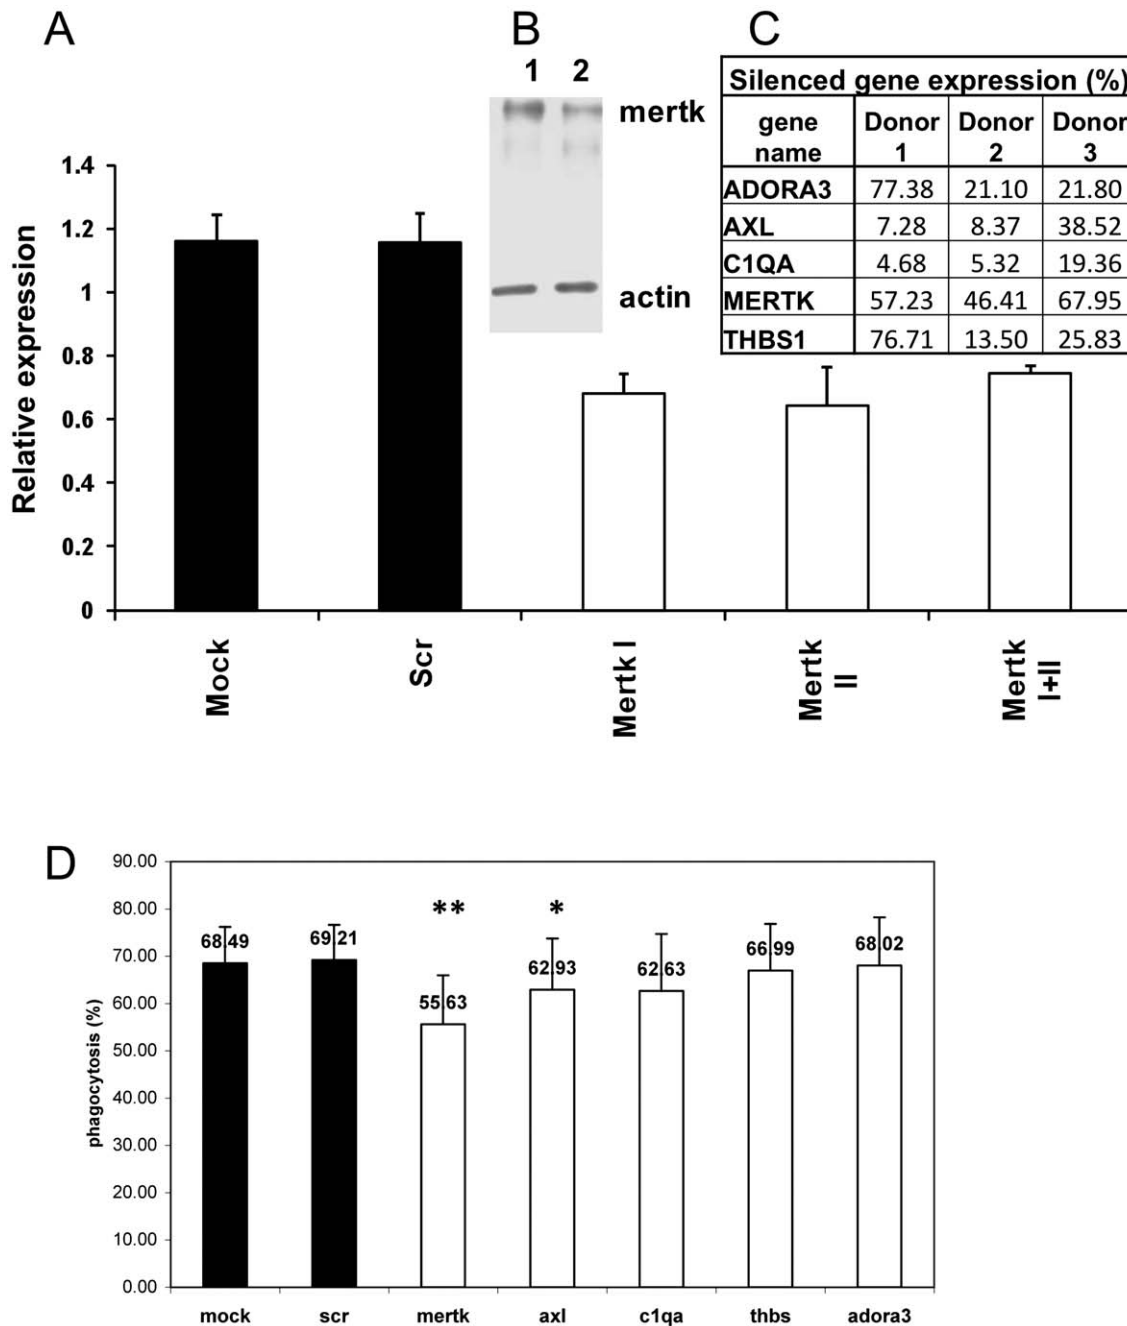 A
B
C
1 2
mertk
actin
Silenced gene expression (%)
gene name Donor 1 Donor 2 Donor 3
ADORA3 77.38 21.10 21.80
AXL 7.28 8.37 38.52
C1QA 4.68 5.32 19.36
MERTK 57.23 46.41 67.95
THBS1 76.71 13.50 25.83
Relative expression
1.4
1.2
1
0.8
0.6
0.4
0.2
0
Mock
Scr
Mertk I
Mertk
II
Mertk
I+II
D
phagocytosis (%)
90.00
80.00
70.00
60.00
50.00
40.00
30.00
20.00
10.00
0.00
** *
68.49 69.21 55.63 62.93 62.63 66.99 68.02
mock scr mertk axl c1qa thbs adora3